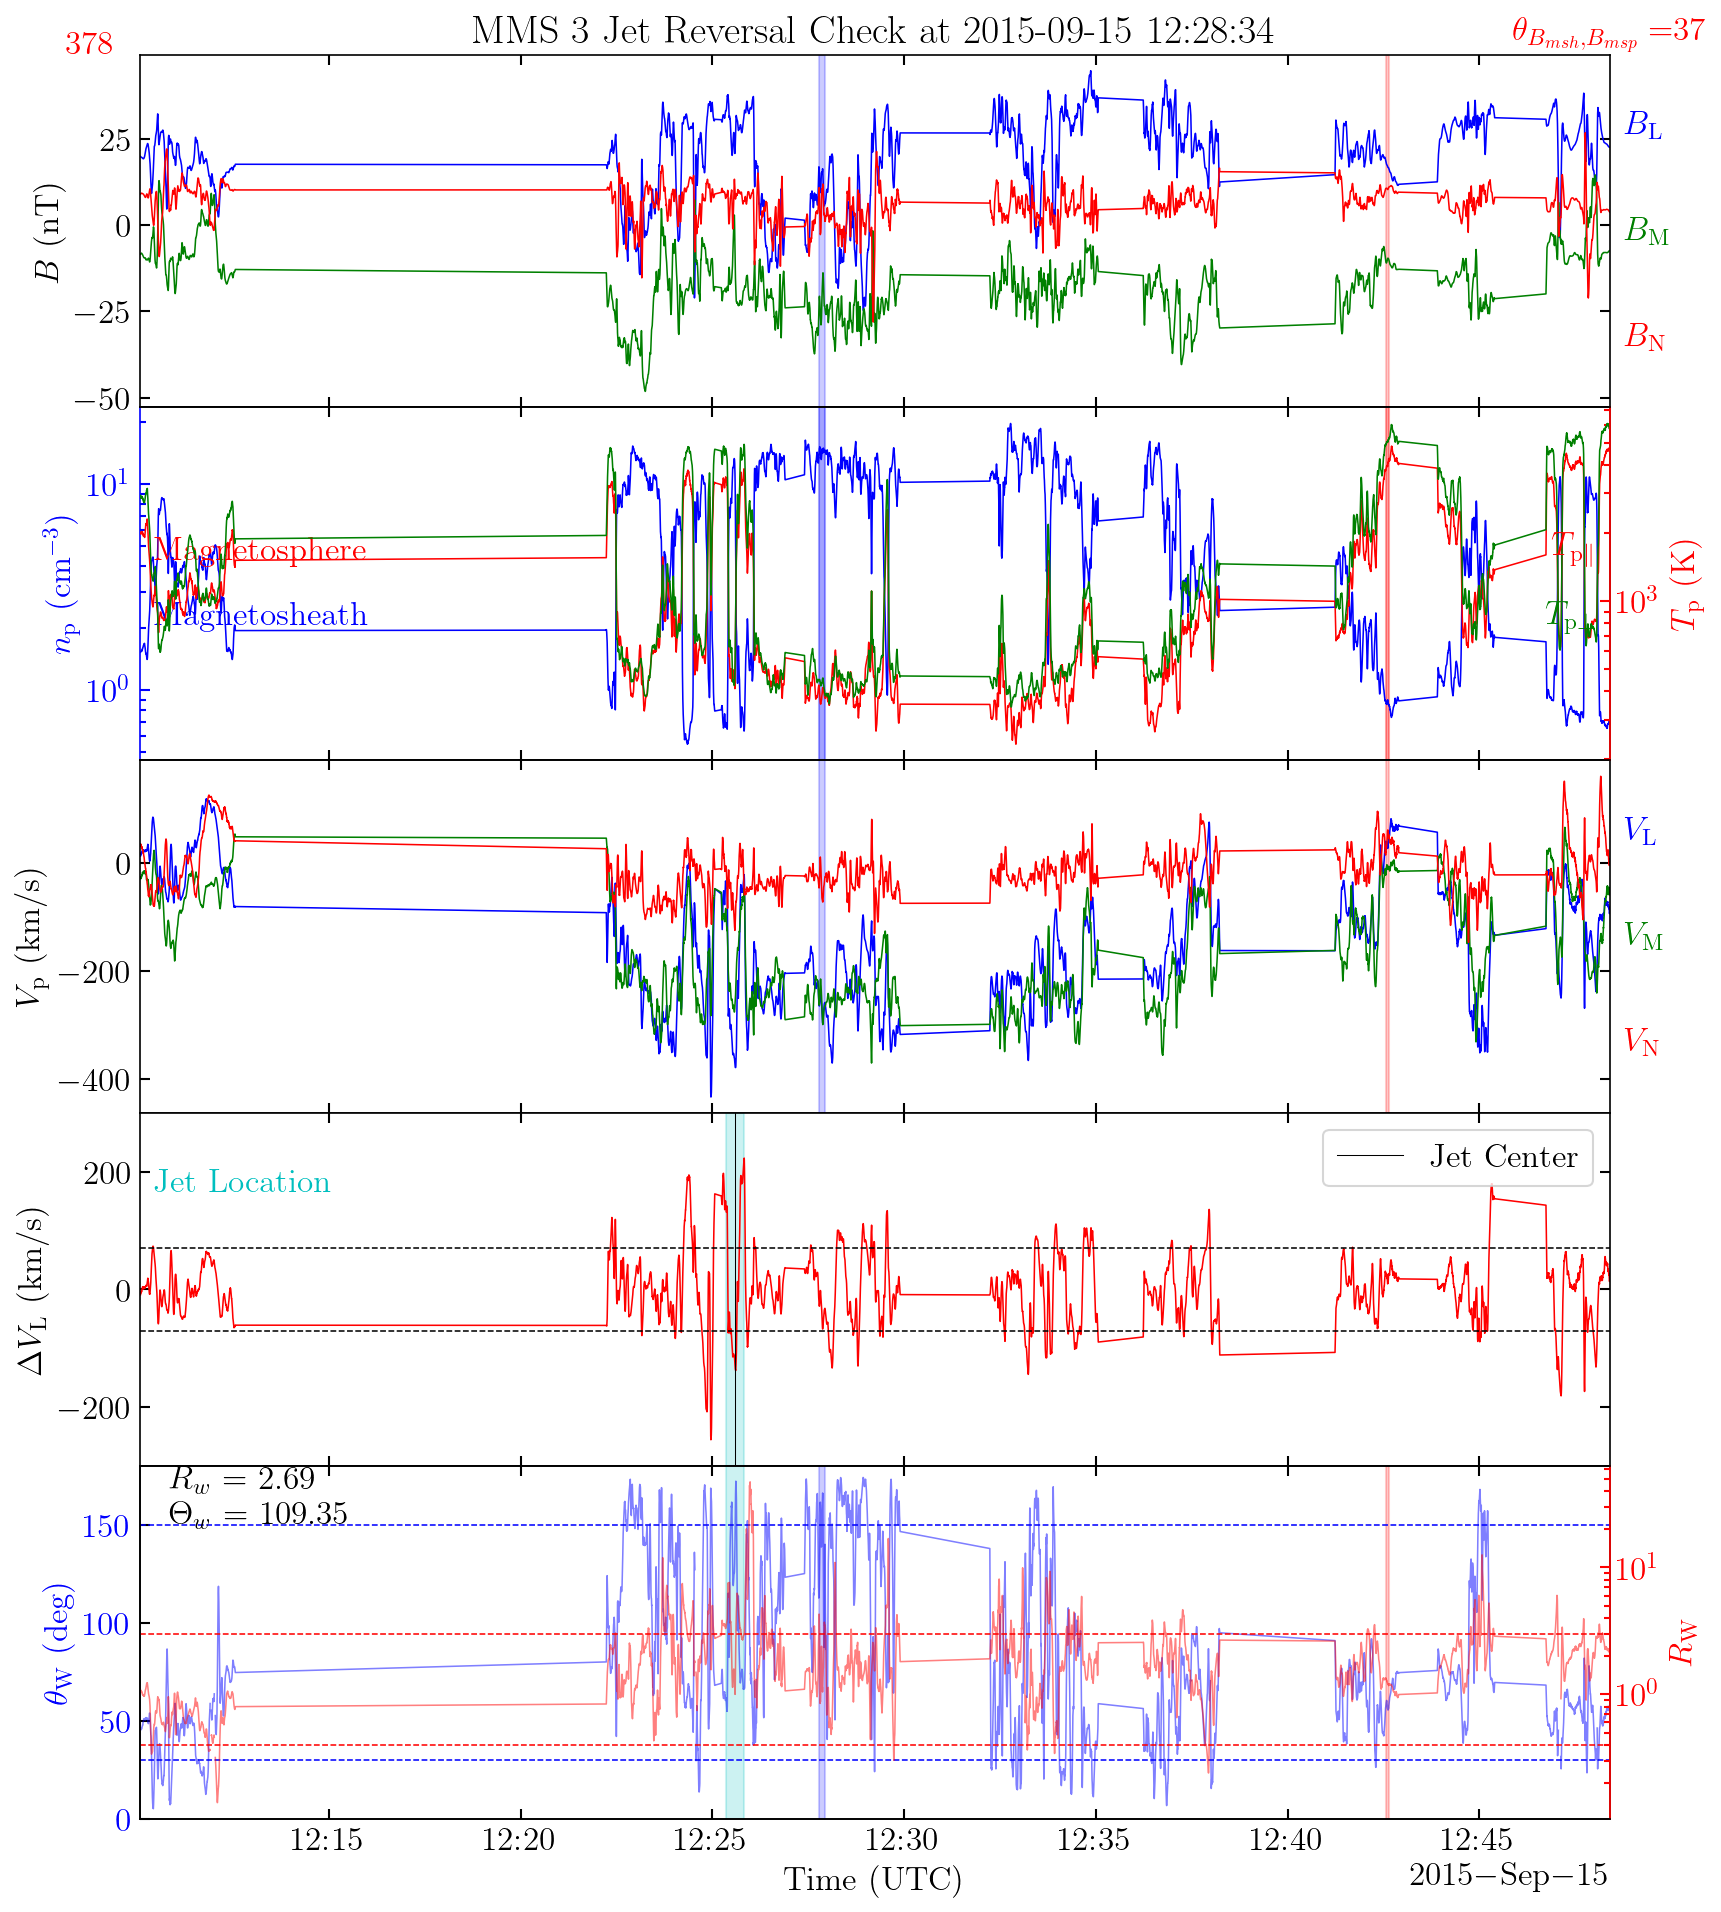 MMS 3 Jet Reversal Check at 2015-09-15 12:28:34
378
θ_{B_{msh},B_{msp}} =37
25
0
−25
−50
B (nT)
B_L
B_M
B_N
10^1
10^0
n_p (cm^{−3})
Magnetosphere
Magnetosheath
T_{p||}
T_{p⊥}
10^3
T_p (K)
0
−200
−400
V_p (km/s)
V_L
V_M
V_N
200
0
−200
ΔV_L (km/s)
Jet Location
Jet Center
R_w = 2.69
Θ_w = 109.35
150
100
50
0
θ_W (deg)
10^1
10^0
R_W
12:15
12:20
12:25
12:30
12:35
12:40
12:45
Time (UTC)
2015−Sep−15